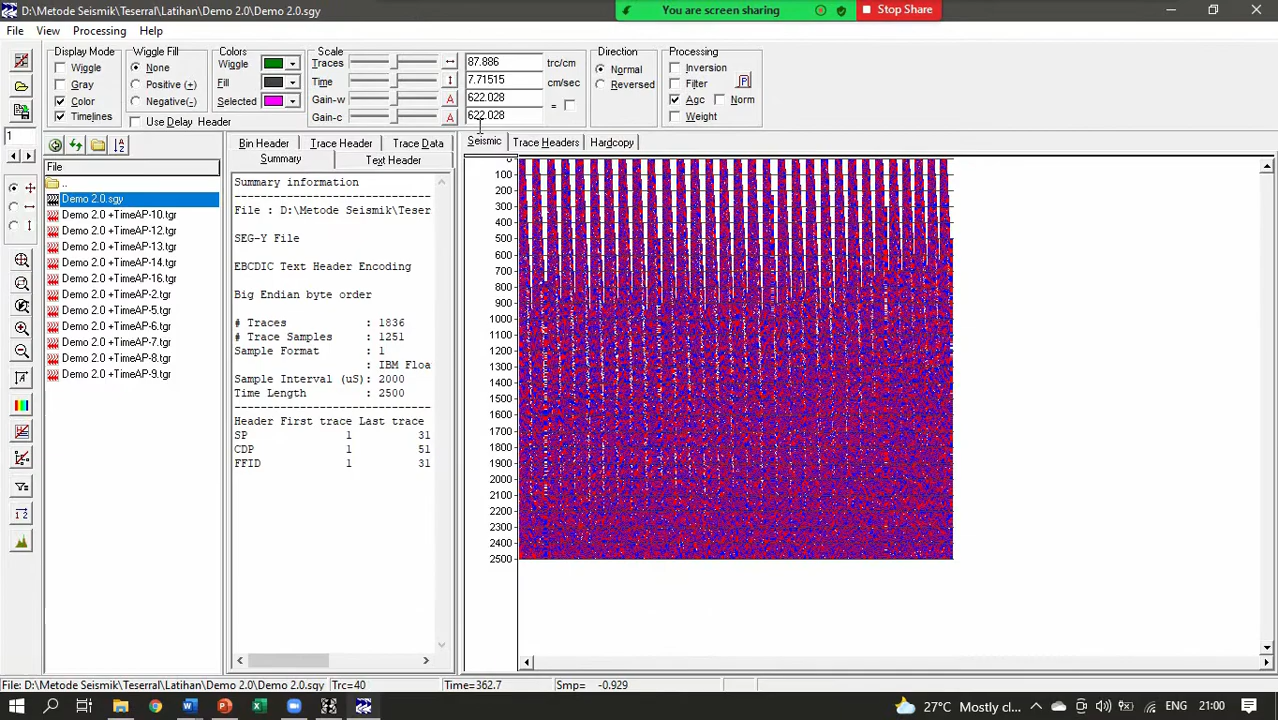 D:\Metode Seismik\Teserral\Latihan\Demo 2.0\Demo 2.0.sgy
You are screen sharing
Stop Share
File View Processing Help
Display Mode
Wiggle
Gray
Color
Timelines
Wiggle Fill
None
Positive (+)
Negative(-)
Use Delay Header
Colors
Wiggle
Fill
Selected
Scale
Traces 87.886 trc/cm
Time 7.71515 cm/sec
Gain-w A 622.028
Gain-c A 622.028
=
Direction
Normal
Reversed
Processing
Inversion
Filter
P
Agc Norm
Weight
1
File
..
Demo 2.0.sgy
Demo 2.0 +TimeAP-10.tgr
Demo 2.0 +TimeAP-12.tgr
Demo 2.0 +TimeAP-13.tgr
Demo 2.0 +TimeAP-14.tgr
Demo 2.0 +TimeAP-16.tgr
Demo 2.0 +TimeAP-2.tgr
Demo 2.0 +TimeAP-5.tgr
Demo 2.0 +TimeAP-6.tgr
Demo 2.0 +TimeAP-7.tgr
Demo 2.0 +TimeAP-8.tgr
Demo 2.0 +TimeAP-9.tgr
Bin Header Trace Header Trace Data
Summary Text Header
Summary information
File : D:\Metode Seismik\Teser
SEG-Y File
EBCDIC Text Header Encoding
Big Endian byte order
# Traces : 1836
# Trace Samples : 1251
Sample Format : 1
: IBM Floa
Sample Interval (uS): 2000
Time Length : 2500
Header First trace Last trace
SP 1 31
CDP 1 51
FFID 1 31
Seismic Trace Headers Hardcopy
0
100
200
300
400
500
600
700
800
900
1000
1100
1200
1300
1400
1500
1600
1700
1800
1900
2000
2100
2200
2300
2400
2500
File: D:\Metode Seismik\Teserral\Latihan\Demo 2.0\Demo 2.0.sgy Trc=40 Time=362.7 Smp= -0.929
27°C Mostly cl... ENG 21:00